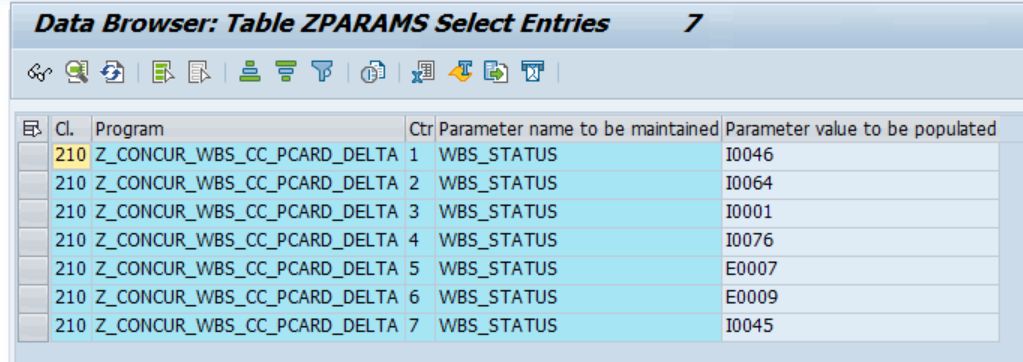 Data Browser: Table ZPARAMS Select Entries 7
Cl. Program Ctr Parameter name to be maintained Parameter value to be populated
210 Z_CONCUR_WBS_CC_PCARD_DELTA 1 WBS_STATUS I0046
210 Z_CONCUR_WBS_CC_PCARD_DELTA 2 WBS_STATUS I0064
210 Z_CONCUR_WBS_CC_PCARD_DELTA 3 WBS_STATUS I0001
210 Z_CONCUR_WBS_CC_PCARD_DELTA 4 WBS_STATUS I0076
210 Z_CONCUR_WBS_CC_PCARD_DELTA 5 WBS_STATUS E0007
210 Z_CONCUR_WBS_CC_PCARD_DELTA 6 WBS_STATUS E0009
210 Z_CONCUR_WBS_CC_PCARD_DELTA 7 WBS_STATUS I0045